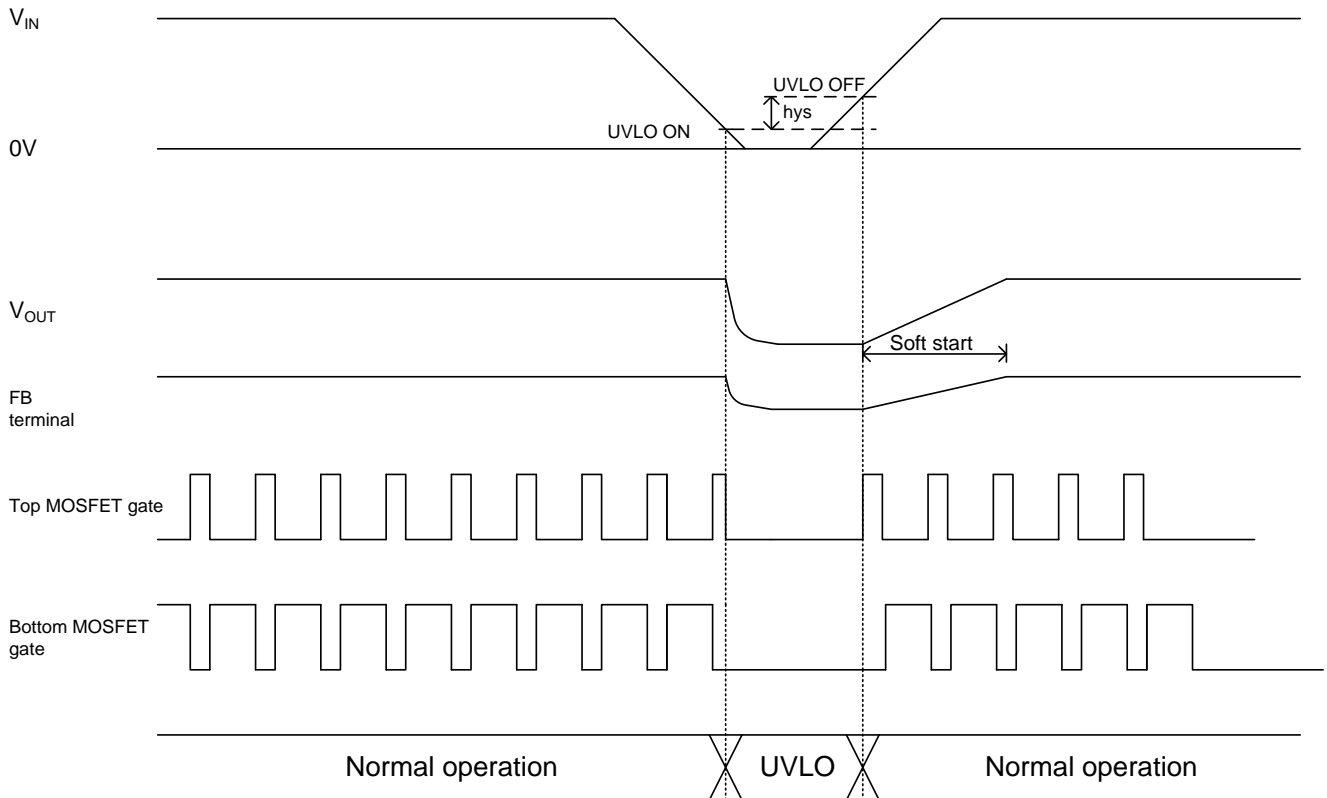 VIN
UVLO OFF
hys
UVLO ON
0V
VOUT
Soft start
FB
terminal
Top MOSFET gate
Bottom MOSFET
gate
Normal operation
UVLO
Normal operation